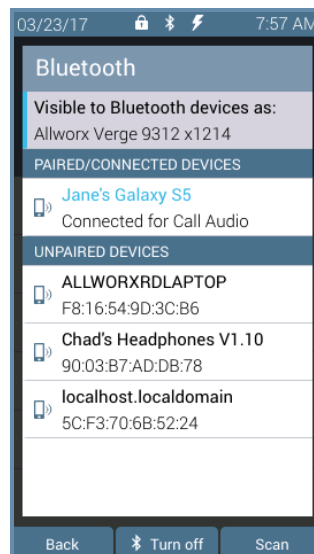 03/23/17 7:57 AM
Bluetooth
Visible to Bluetooth devices as:
Allworx Verge 9312 x1214
PAIRED/CONNECTED DEVICES
Jane's Galaxy S5
Connected for Call Audio
UNPAIRED DEVICES
ALLWORXRDLAPTOP
F8:16:54:9D:3C:B6
Chad's Headphones V1.10
90:03:B7:AD:DB:78
localhost.localdomain
5C:F3:70:6B:52:24
Back Turn off Scan